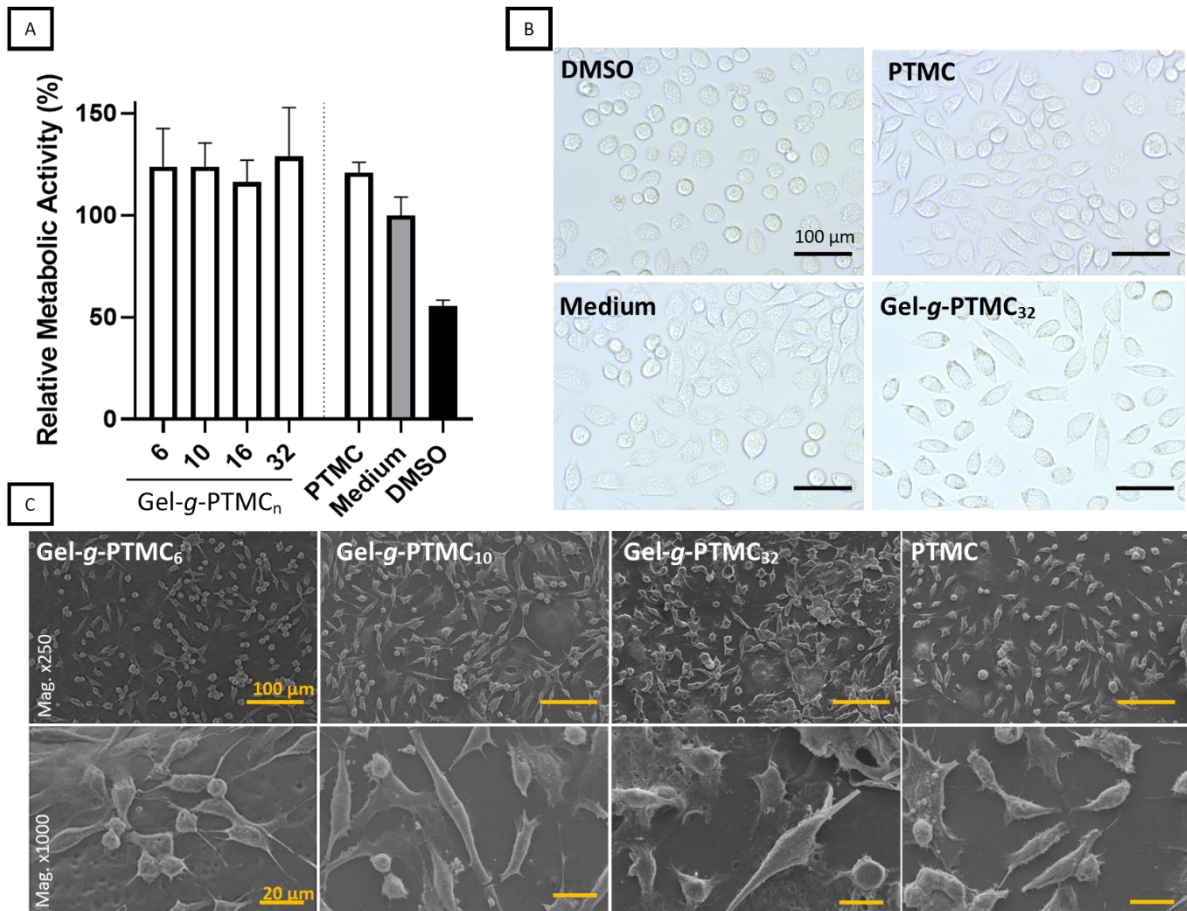 A
Relative Metabolic Activity (%)
150
100
50
0
6
10
16
32
PTMC
Medium
DMSO
Gel-g-PTMCn
B
DMSO
100 µm
PTMC
Medium
Gel-g-PTMC32
C
Gel-g-PTMC6
Gel-g-PTMC10
Gel-g-PTMC32
PTMC
Mag. x250
100 µm
Mag. x1000
20 µm